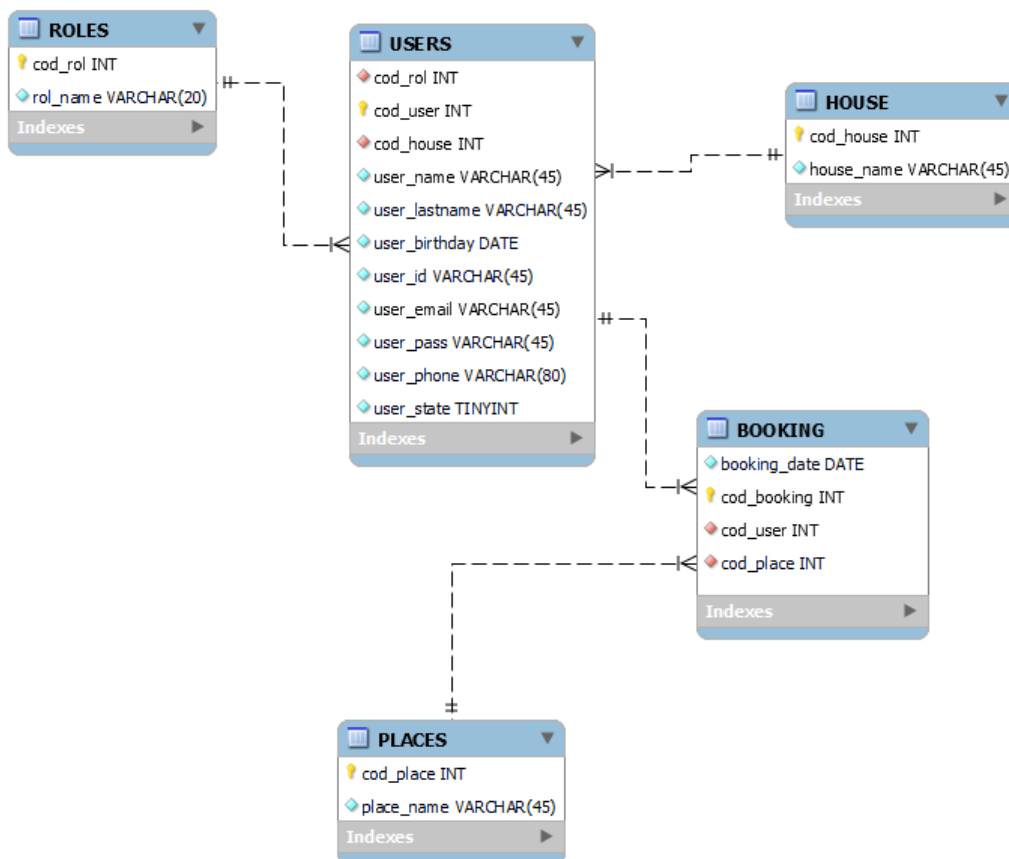 ROLES
cod_rol INT
rol_name VARCHAR(20)
Indexes
USERS
cod_rol INT
cod_user INT
cod_house INT
user_name VARCHAR(45)
user_lastname VARCHAR(45)
user_birthday DATE
user_id VARCHAR(45)
user_email VARCHAR(45)
user_pass VARCHAR(45)
user_phone VARCHAR(80)
user_state TINYINT
Indexes
HOUSE
cod_house INT
house_name VARCHAR(45)
Indexes
BOOKING
booking_date DATE
cod_booking INT
cod_user INT
cod_place INT
Indexes
PLACES
cod_place INT
place_name VARCHAR(45)
Indexes